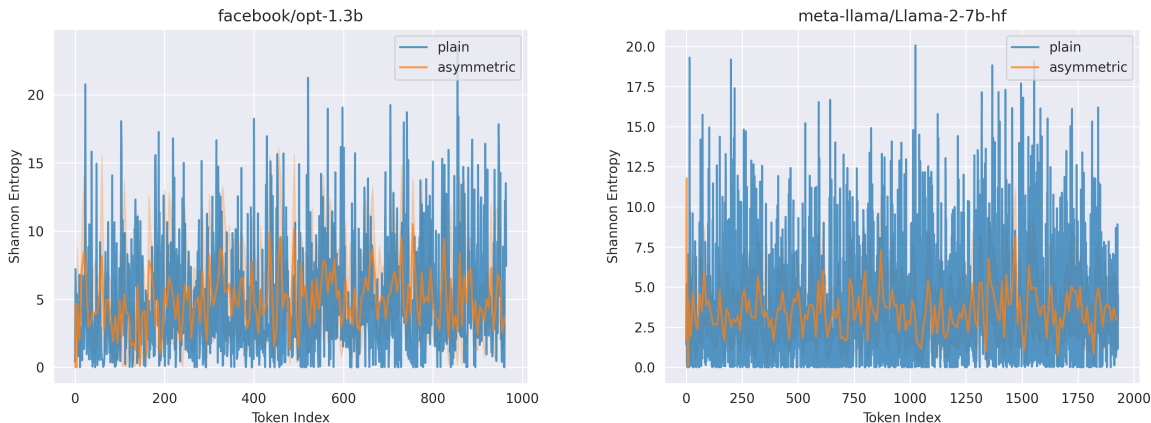 facebook/opt-1.3b
plain
asymmetric
20
15
10
5
0
Shannon Entropy
0
200
400
600
800
1000
Token Index
meta-llama/Llama-2-7b-hf
plain
asymmetric
20.0
17.5
15.0
12.5
10.0
7.5
5.0
2.5
0.0
Shannon Entropy
0
250
500
750
1000
1250
1500
1750
2000
Token Index